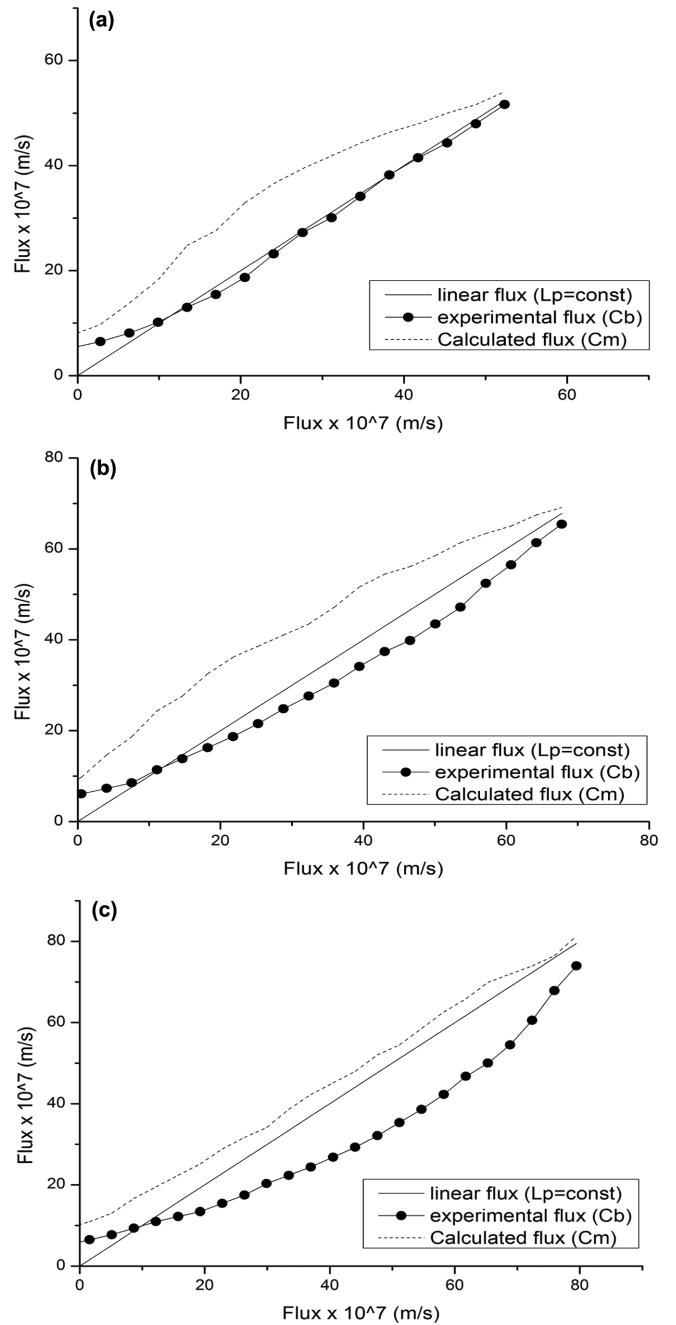 (a)
60
40
20
0
Flux x 10^7 (m/s)
linear flux (Lp=const)
experimental flux (Cb)
Calculated flux (Cm)
0 20 40 60
Flux x 10^7 (m/s)
(b)
80
60
40
20
0
Flux x 10^7 (m/s)
linear flux (Lp=const)
experimental flux (Cb)
Calculated flux (Cm)
0 20 40 60 80
Flux x 10^7 (m/s)
(c)
80
60
40
20
0
Flux x 10^7 (m/s)
linear flux (Lp=const)
experimental flux (Cb)
Calculated flux (Cm)
0 20 40 60 80
Flux x 10^7 (m/s)